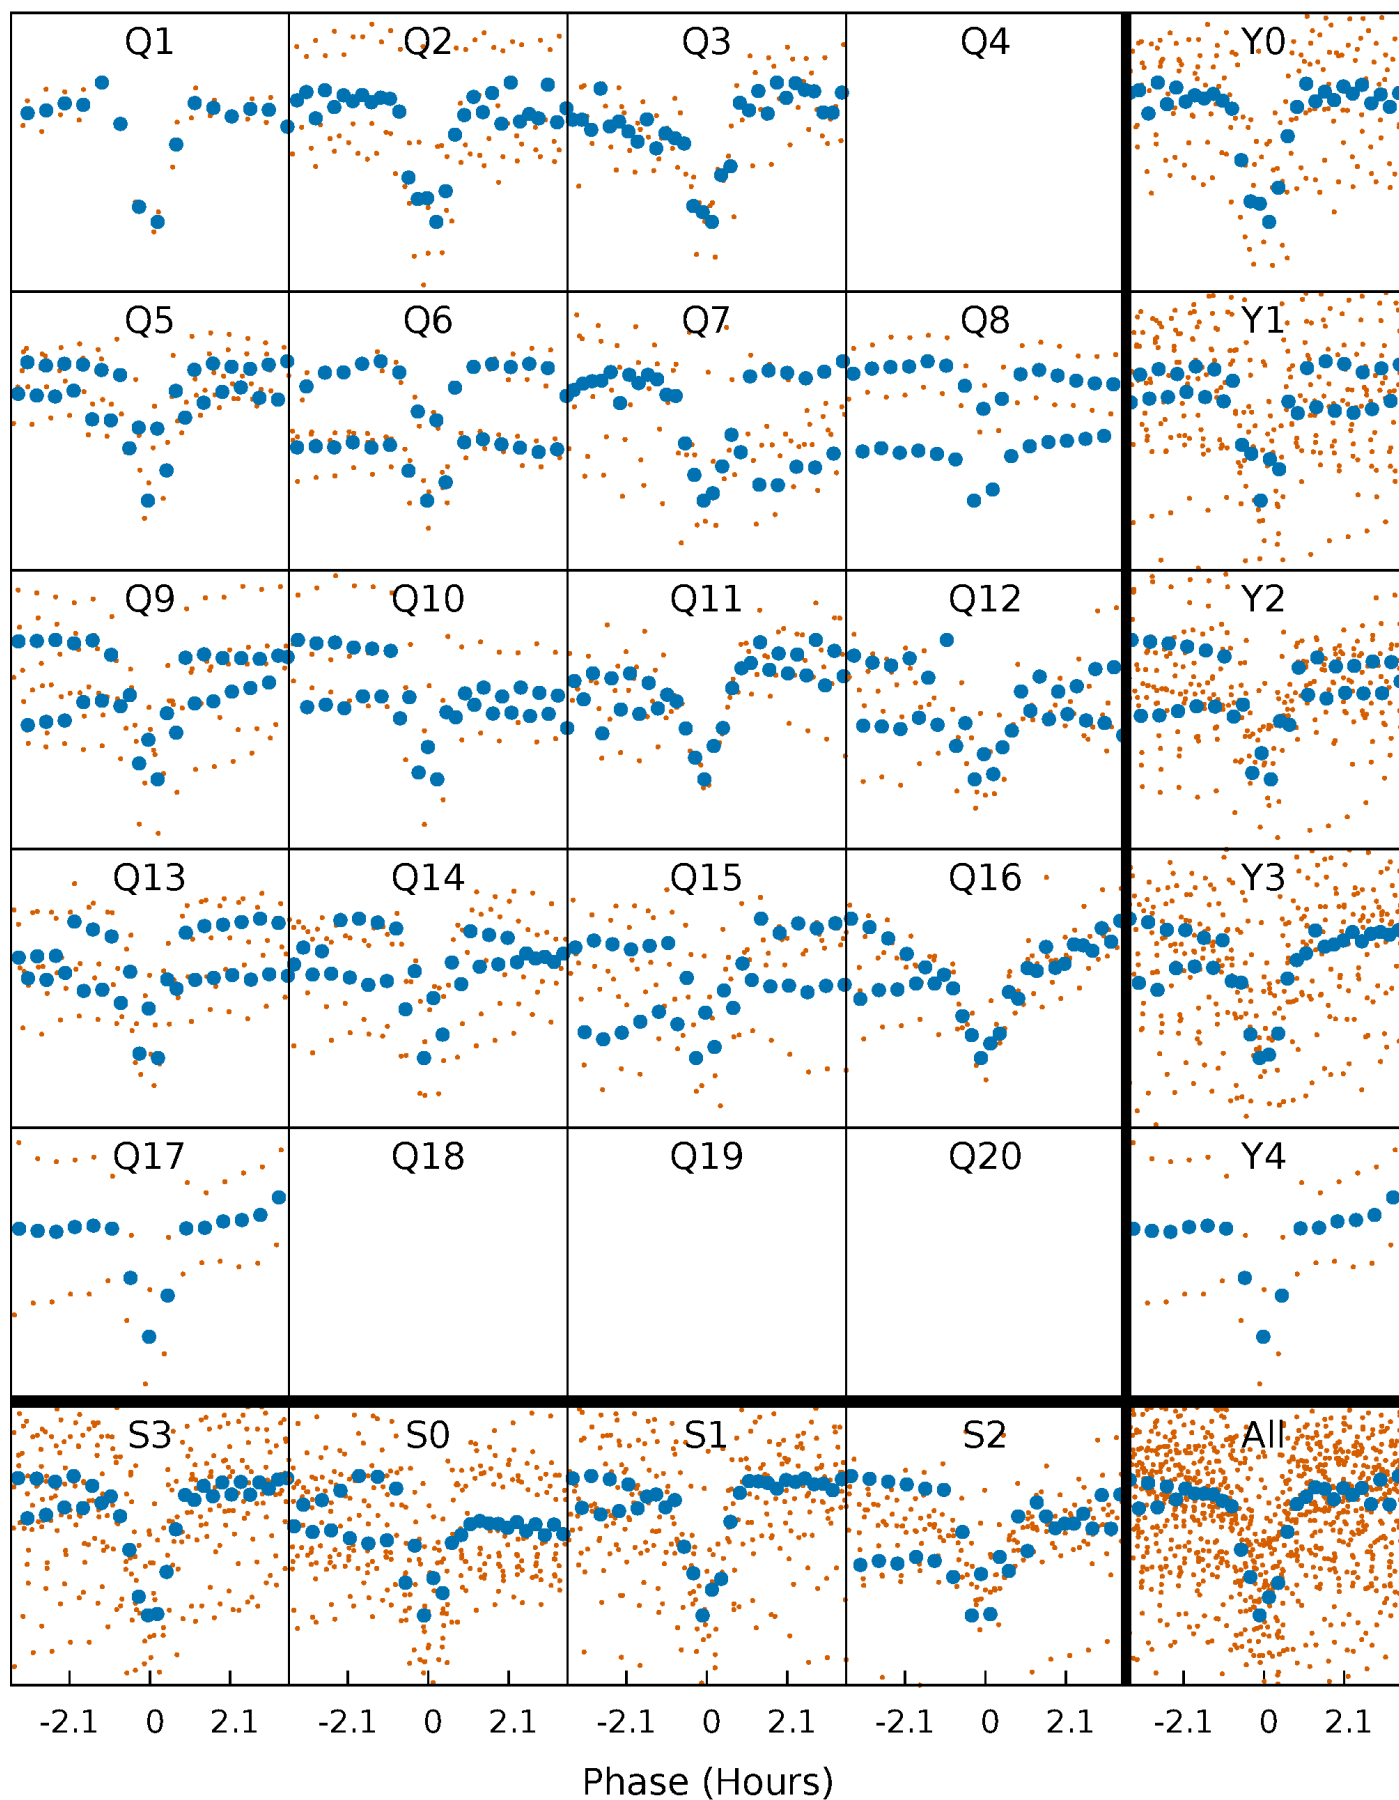 Q1 Q2 Q3 Q4 Y0
Q5 Q6 Q7 Q8 Y1
Q9 Q10 Q11 Q12 Y2
Q13 Q14 Q15 Q16 Y3
Q17 Q18 Q19 Q20 Y4
S3 S0 S1 S2 All
-2.1 0 2.1 -2.1 0 2.1 -2.1 0 2.1 -2.1 0 2.1 -2.1 0 2.1
Phase (Hours)